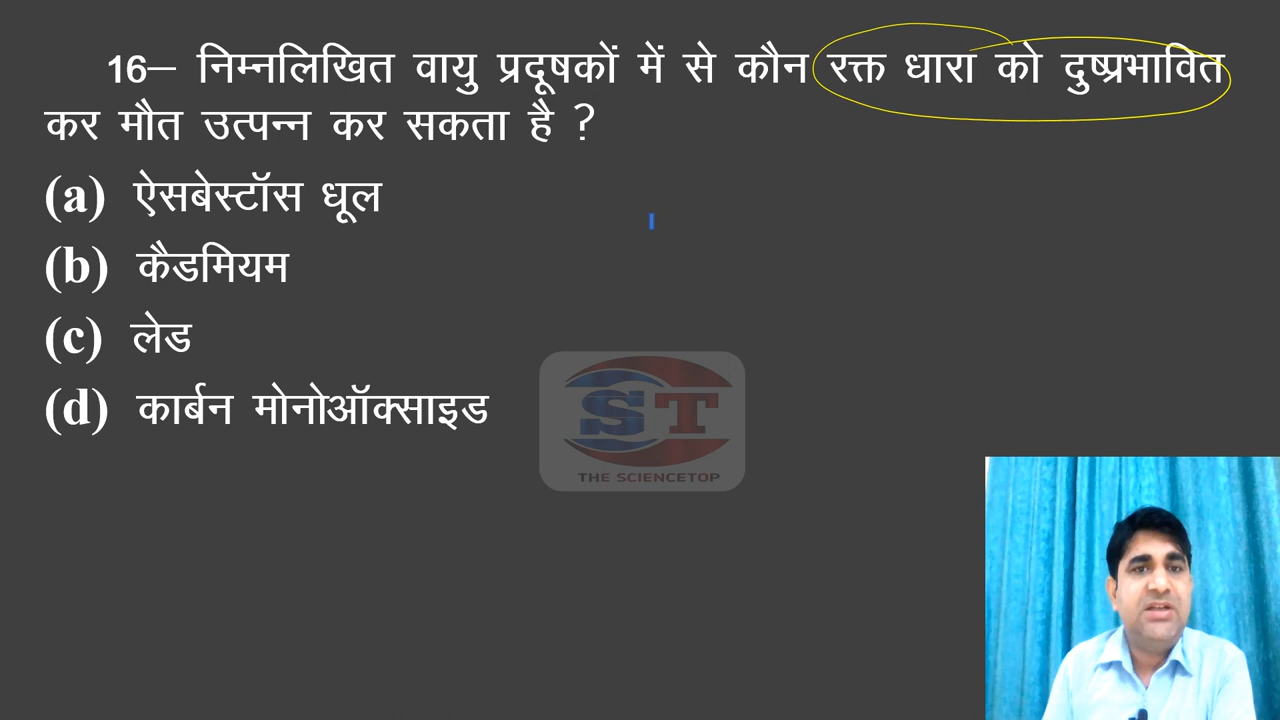 16– निम्नलिखित वायु प्रदूषकों में से कौन रक्त धारा को दुष्प्रभावित
कर मौत उत्पन्न कर सकता है ?
(a) ऐसबेस्टॉस धूल
(b) कैडमियम
(c) लेड
(d) कार्बन मोनोऑक्साइड
ST
THE SCIENCETOP